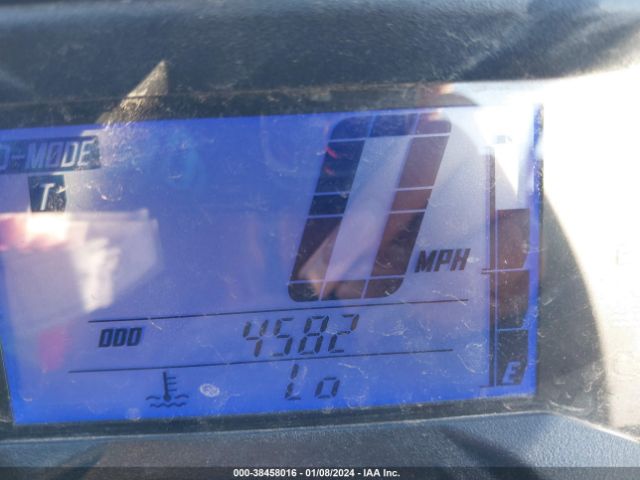 D-MODE
T
0 MPH
ODO 4582
Lo
E
000-38458016 - 01/08/2024 - IAA Inc.